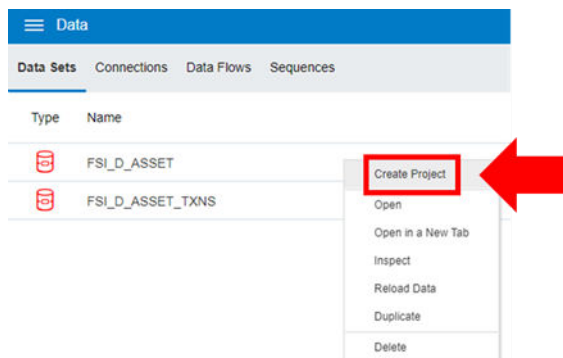 Data
Data Sets Connections Data Flows Sequences
Type Name
FSI_D_ASSET
FSI_D_ASSET_TXNS
Create Project
Open
Open in a New Tab
Inspect
Reload Data
Duplicate
Delete